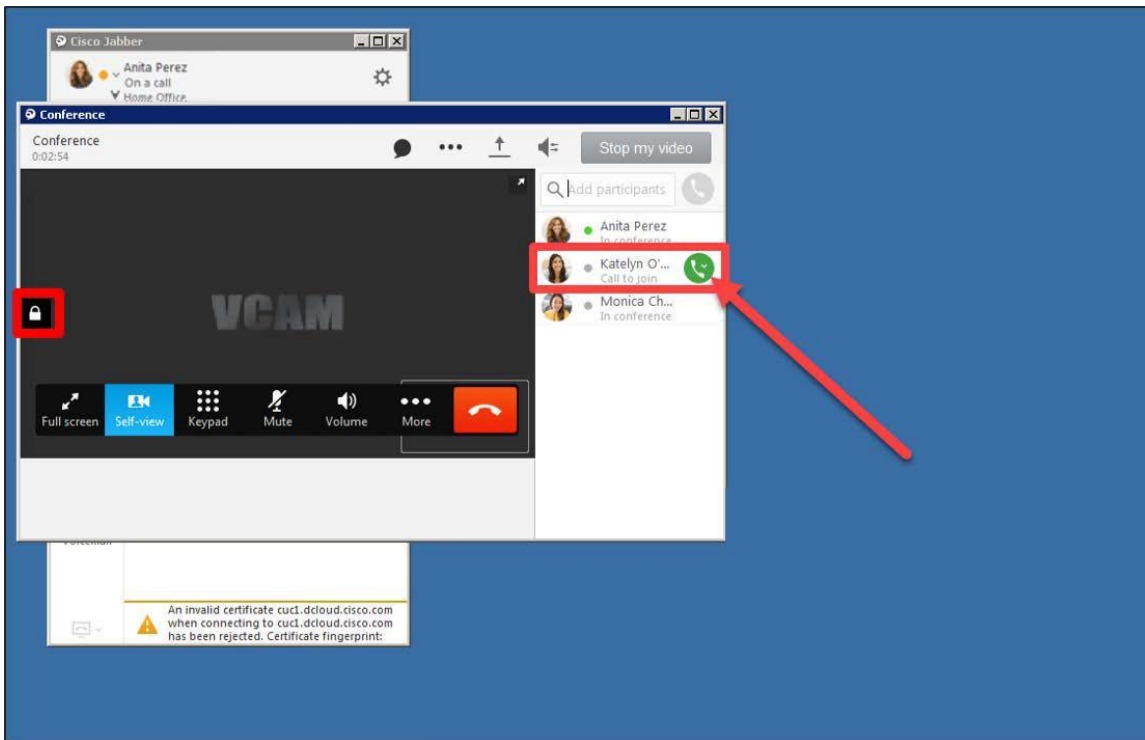 Cisco Jabber
Anita Perez
On a call
Home Office
Conference
Conference
0:02:54
Stop my video
Add participants
Anita Perez
In conference
Katelyn O'...
Call to join
Monica Ch...
In conference
VCAM
Full screen
Self-view
Keypad
Mute
Volume
More
Voicemail
An invalid certificate cuc1.dcloud.cisco.com
when connecting to cuc1.dcloud.cisco.com
has been rejected. Certificate fingerprint: